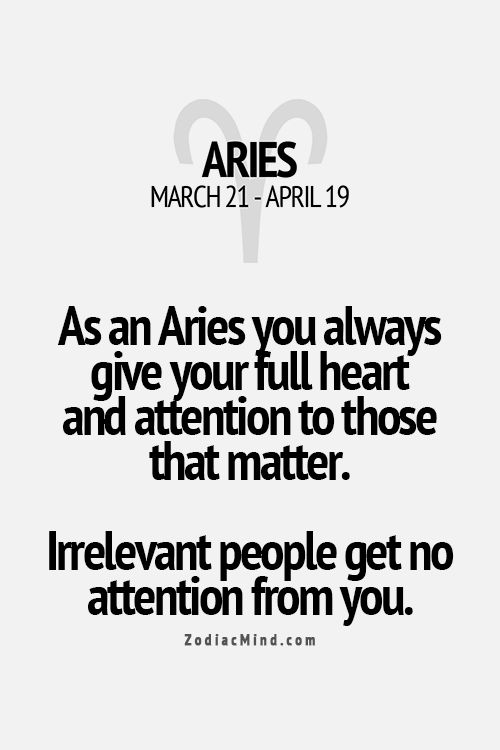 ARIES
MARCH 21 - APRIL 19
As an Aries you always
give your full heart
and attention to those
that matter.
Irrelevant people get no
attention from you.
ZodiacMind.com